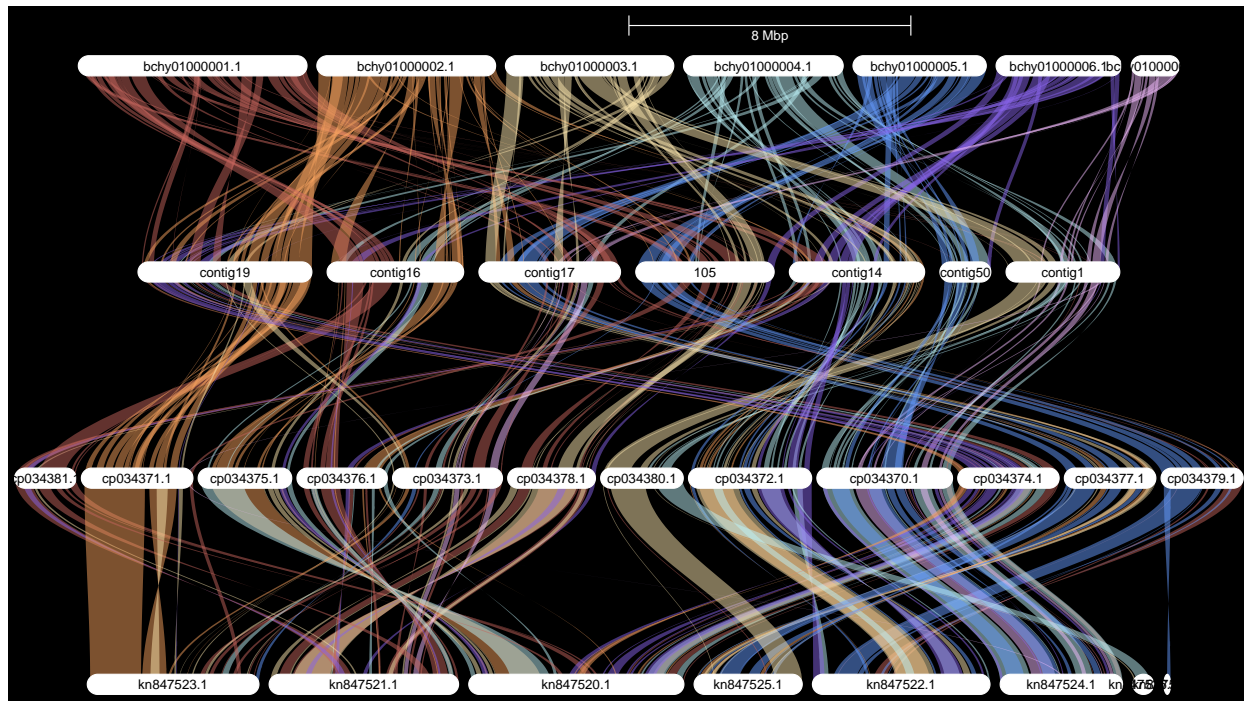 8 Mbp
bchy01000001.1 bchy01000002.1 bchy01000003.1 bchy01000004.1 bchy01000005.1 bchy01000006.1
contig19 contig16 contig17 105 contig14 contig50 contig1
cp034381.1 cp034371.1 cp034375.1 cp034376.1 cp034373.1 cp034378.1 cp034380.1 cp034372.1 cp034370.1 cp034374.1 cp034377.1 cp034379.1
kn847523.1 kn847521.1 kn847520.1 kn847525.1 kn847522.1 kn847524.1